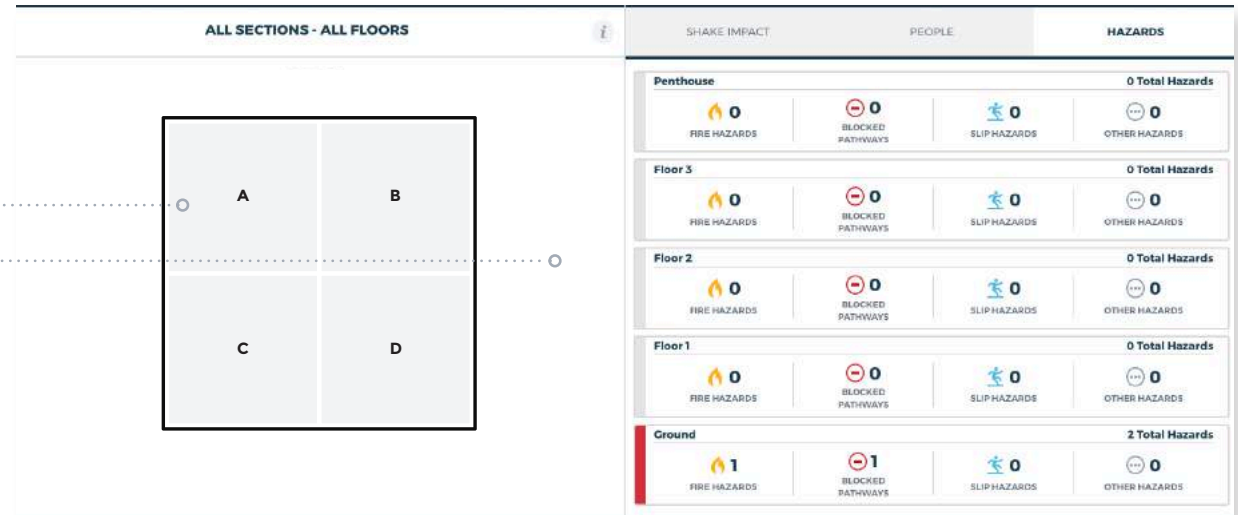 ALL SECTIONS - ALL FLOORS
i
A
B
C
D
SHAKE IMPACT
PEOPLE
HAZARDS
Penthouse
0 Total Hazards
0
FIRE HAZARDS
0
BLOCKED
PATHWAYS
0
SLIP HAZARDS
0
OTHER HAZARDS
Floor 3
0 Total Hazards
0
FIRE HAZARDS
0
BLOCKED
PATHWAYS
0
SLIP HAZARDS
0
OTHER HAZARDS
Floor 2
0 Total Hazards
0
FIRE HAZARDS
0
BLOCKED
PATHWAYS
0
SLIP HAZARDS
0
OTHER HAZARDS
Floor 1
0 Total Hazards
0
FIRE HAZARDS
0
BLOCKED
PATHWAYS
0
SLIP HAZARDS
0
OTHER HAZARDS
Ground
2 Total Hazards
1
FIRE HAZARDS
1
BLOCKED
PATHWAYS
0
SLIP HAZARDS
0
OTHER HAZARDS